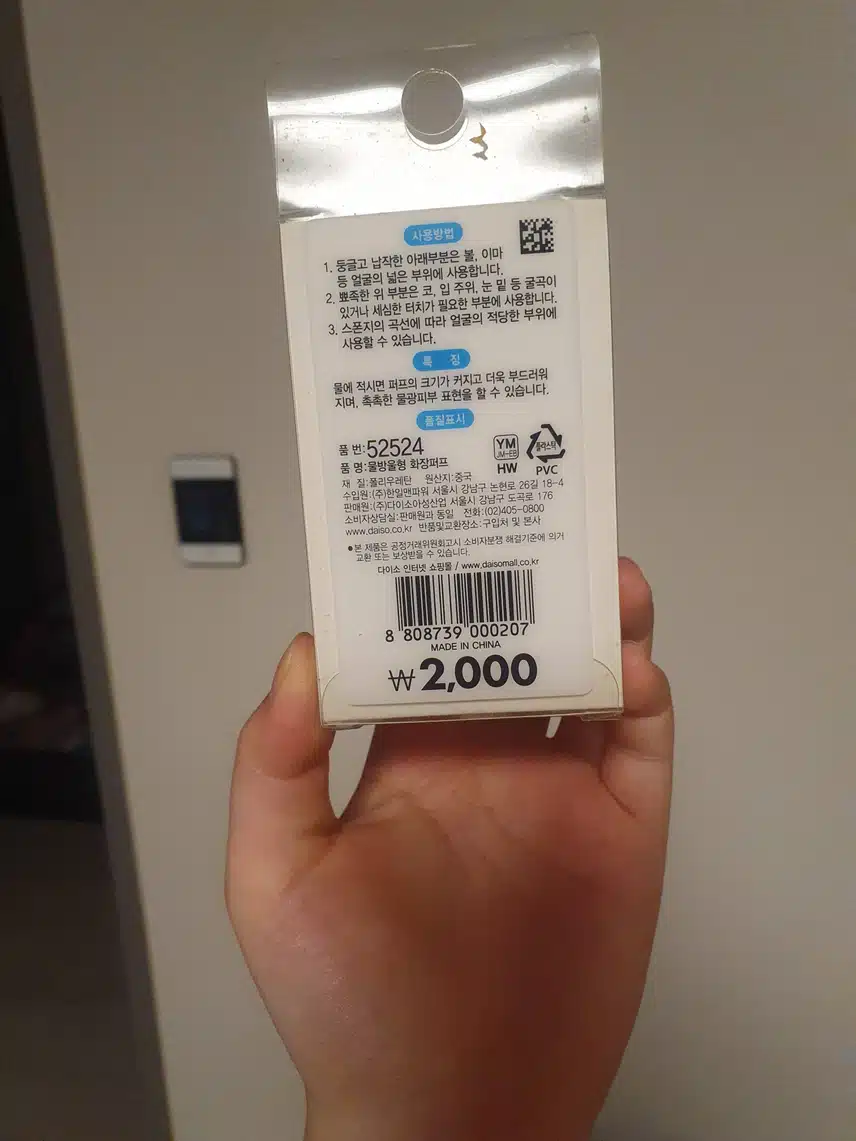 사용방법
1. 둥글고 납작한 아래부분은 볼, 이마
등 얼굴의 넓은 부위에 사용합니다.
2. 뾰족한 위 부분은 코, 입 주위, 눈 밑 등 굴곡이
있거나 세심한 터치가 필요한 부분에 사용합니다.
3. 스폰지의 곡선에 따라 얼굴의 적당한 부위에
사용할 수 있습니다.
특 징
물에 적시면 퍼프의 크기가 커지고 더욱 부드러워
지며, 촉촉한 물광피부 표현을 할 수 있습니다.
품질표시
품 번:52524
품 명:물방울형 화장퍼프
YM
JM-EB
HW
플라스틱
PVC
재 질:폴리우레탄 원산지:중국
수입원:(주)한일맨파워 서울시 강남구 논현로 26길 18-4
판매원:(주)다이소아성산업 서울시 강남구 도곡로 176
소비자상담실:판매원과 동일 전화:(02)405-0800
www.daiso.co.kr 반품및교환장소:구입처 및 본사
●본 제품은 공정거래위원회고시 소비자분쟁 해결기준에 의거
교환 또는 보상받을 수 있습니다.
다이소 인터넷 쇼핑몰 / www.daisomall.co.kr
8 808739 000207
MADE IN CHINA
₩2,000